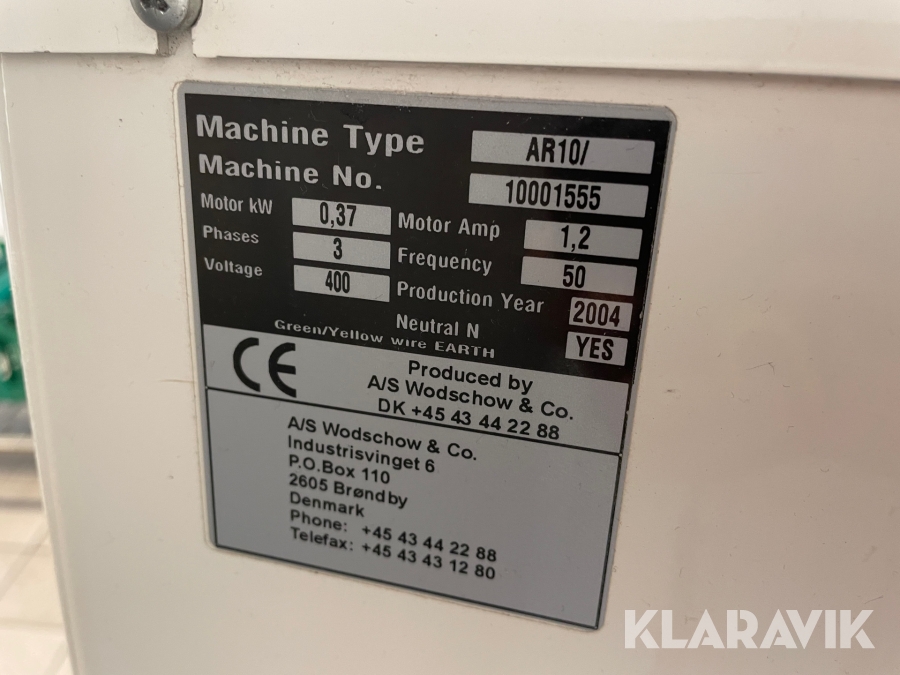 Machine Type AR10/
Machine No. 10001555
Motor kW 0,37 Motor Amp 1,2
Phases 3 Frequency 50
Voltage 400 Production Year 2004
Neutral N YES
Green/Yellow wire EARTH
CE Produced by
A/S Wodschow & Co.
DK +45 43 44 22 88
A/S Wodschow & Co.
Industrisvinget 6
P.O.Box 110
2605 Brøndby
Denmark
Phone: +45 43 44 22 88
Telefax: +45 43 43 12 80
KLARAVIK